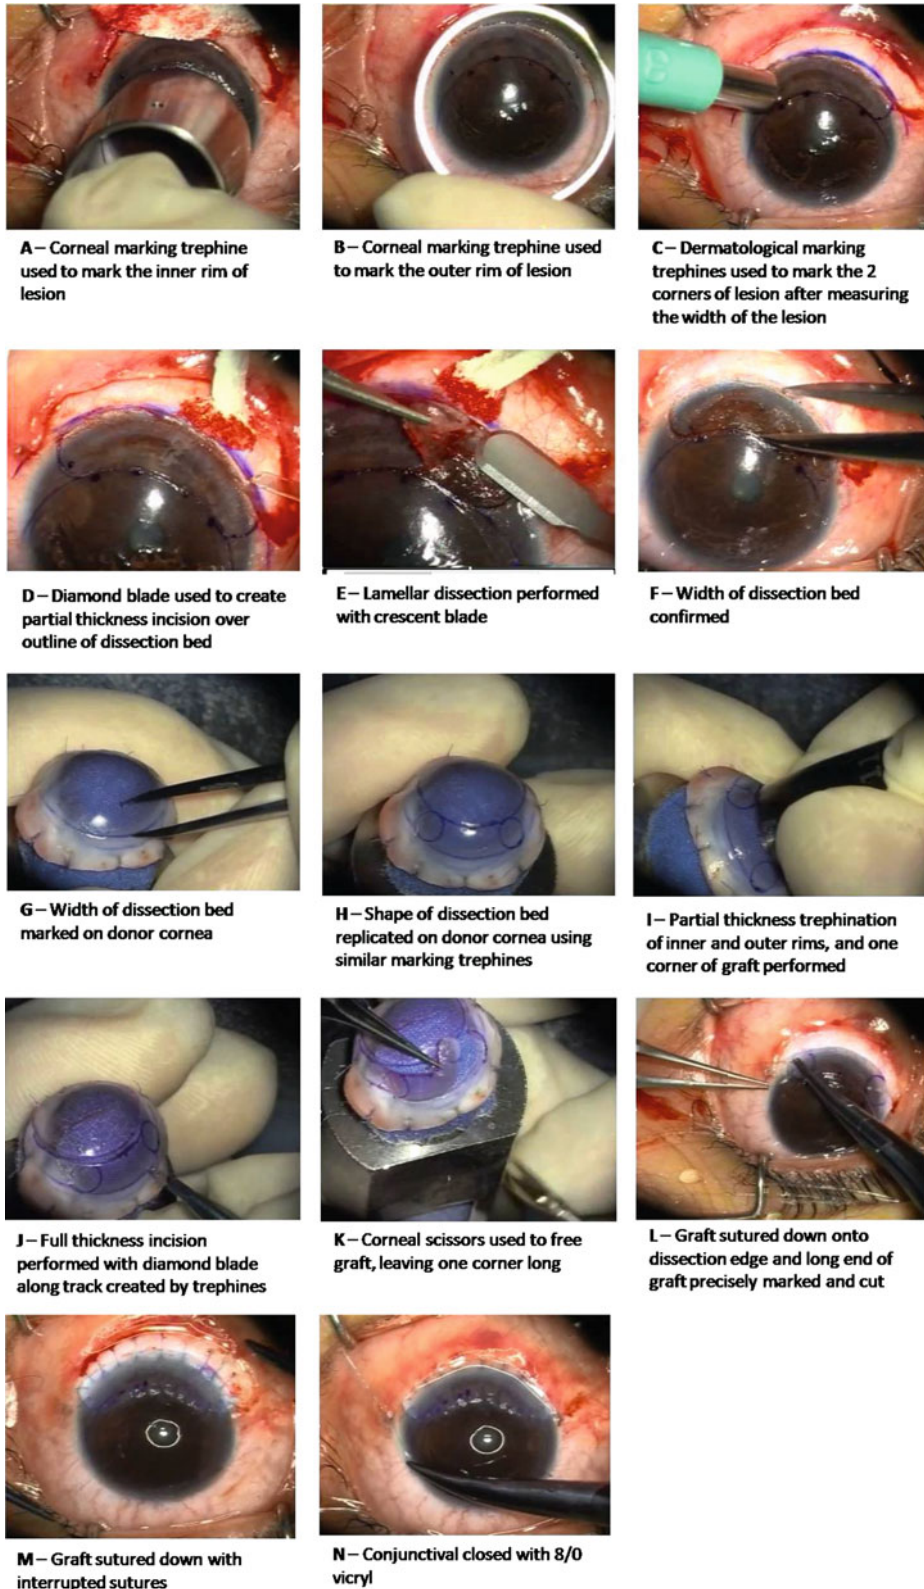 A – Corneal marking trephine
used to mark the inner rim of
lesion
B – Corneal marking trephine used
to mark the outer rim of lesion
C – Dermatological marking
trephines used to mark the 2
corners of lesion after measuring
the width of the lesion
D – Diamond blade used to create
partial thickness incision over
outline of dissection bed
E – Lamellar dissection performed
with crescent blade
F – Width of dissection bed
confirmed
G – Width of dissection bed
marked on donor cornea
H – Shape of dissection bed
replicated on donor cornea using
similar marking trephines
I – Partial thickness trephination
of inner and outer rims, and one
corner of graft performed
J – Full thickness incision
performed with diamond blade
along track created by trephines
K – Corneal scissors used to free
graft, leaving one corner long
L – Graft sutured down onto
dissection edge and long end of
graft precisely marked and cut
M – Graft sutured down with
interrupted sutures
N – Conjunctival closed with 8/0
vicryl